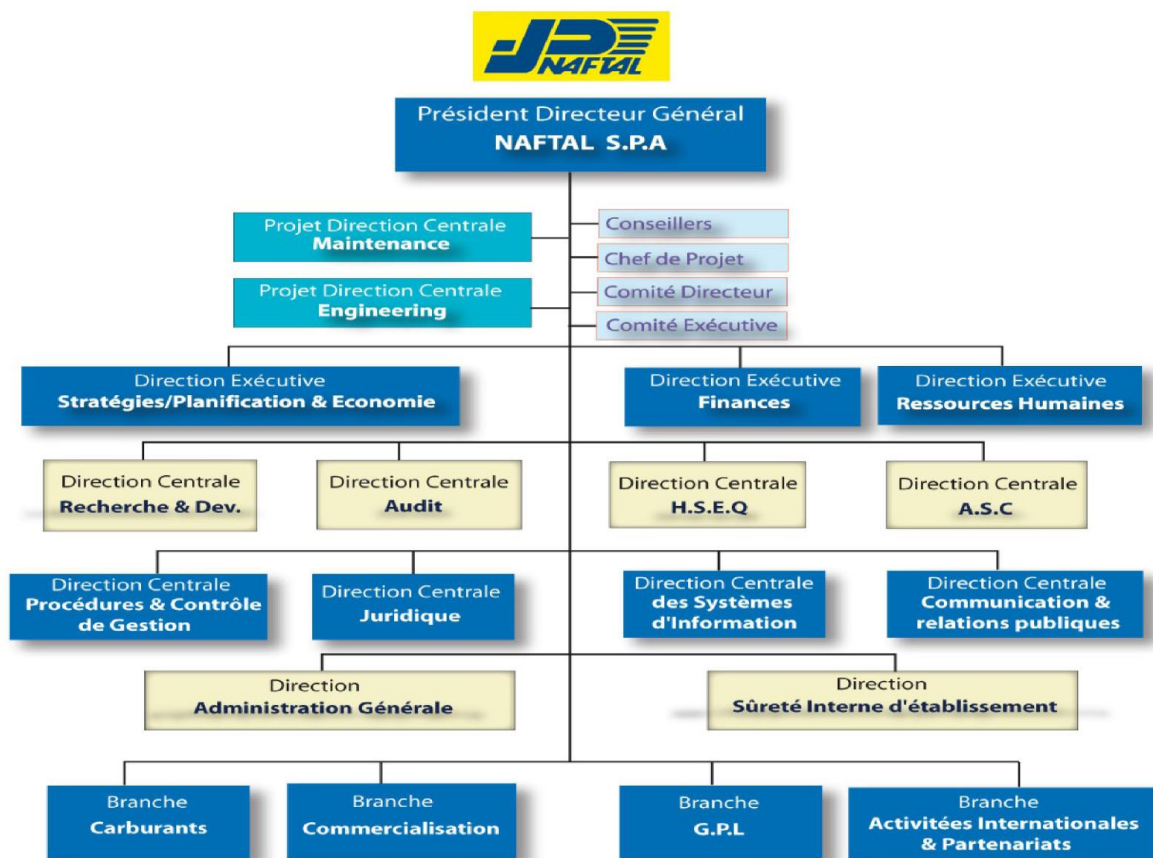 NAFTAL
Président Directeur Général
NAFTAL S.P.A
Projet Direction Centrale
Maintenance
Conseillers
Chef de Projet
Projet Direction Centrale
Engineering
Comité Directeur
Comité Exécutive
Direction Exécutive
Stratégies/Planification & Economie
Direction Exécutive
Finances
Direction Exécutive
Ressources Humaines
Direction Centrale
Recherche & Dev.
Direction Centrale
Audit
Direction Centrale
H.S.E.Q
Direction Centrale
A.S.C
Direction Centrale
Procédures & Contrôle
de Gestion
Direction Centrale
Juridique
Direction Centrale
des Systèmes
d'Information
Direction Centrale
Communication &
relations publiques
Direction
Administration Générale
Direction
Sûreté Interne d'établissement
Branche
Carburants
Branche
Commercialisation
Branche
G.P.L
Branche
Activitées Internationales
& Partenariats